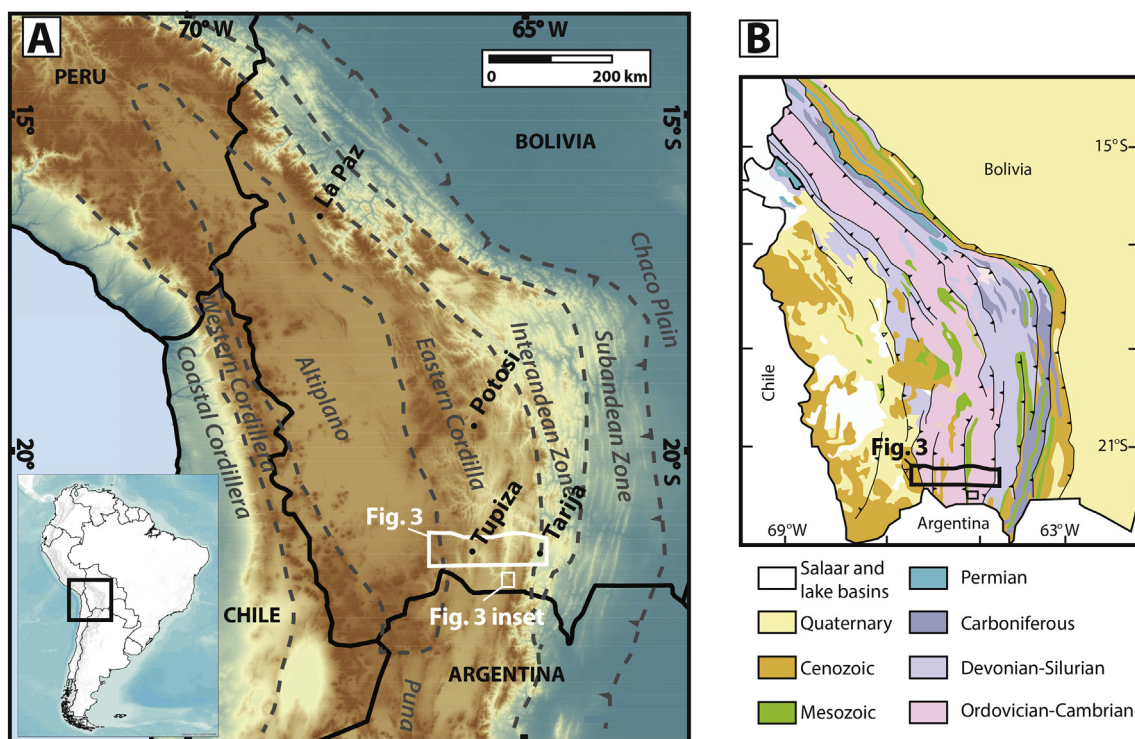 A
70° W
65° W
PERU
0
200 km
15°
15°
BOLIVIA
La Paz
Chaco Plain
Western Cordillera
Coastal Cordillera
Altiplano
Eastern Cordilla
Interandean Zone
Subandean Zone
Potosi
20°
20°
Fig. 3
Tupiza
Tarija
Fig. 3 inset
CHILE
ARGENTINA
Puna
B
15°S
Bolivia
Chile
Fig. 3
21°S
Argentina
69°W
63°W
Salaar and
lake basins
Quaternary
Cenozoic
Mesozoic
Permian
Carboniferous
Devonian-Silurian
Ordovician-Cambrian